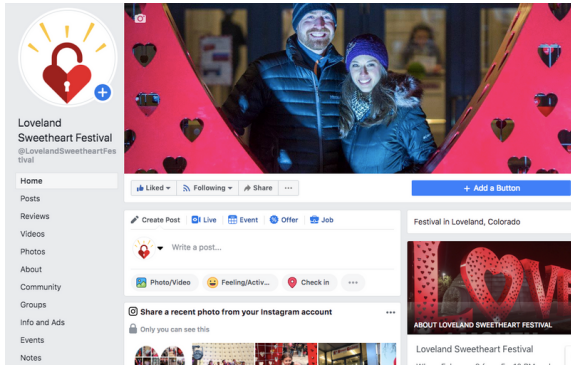 Loveland
Sweetheart Festival
@LovelandSweetheartFes
tival
Home
Posts
Reviews
Videos
Photos
About
Community
Groups
Info and Ads
Events
Notes
Liked
Following
Share
+ Add a Button
Create Post
Live
Event
Offer
Job
Write a post...
Photo/Video
Feeling/Activ...
Check in
Share a recent photo from your Instagram account
Only you can see this
Festival in Loveland, Colorado
LOVE
ABOUT LOVELAND SWEETHEART FESTIVAL
Loveland Sweetheart Festival